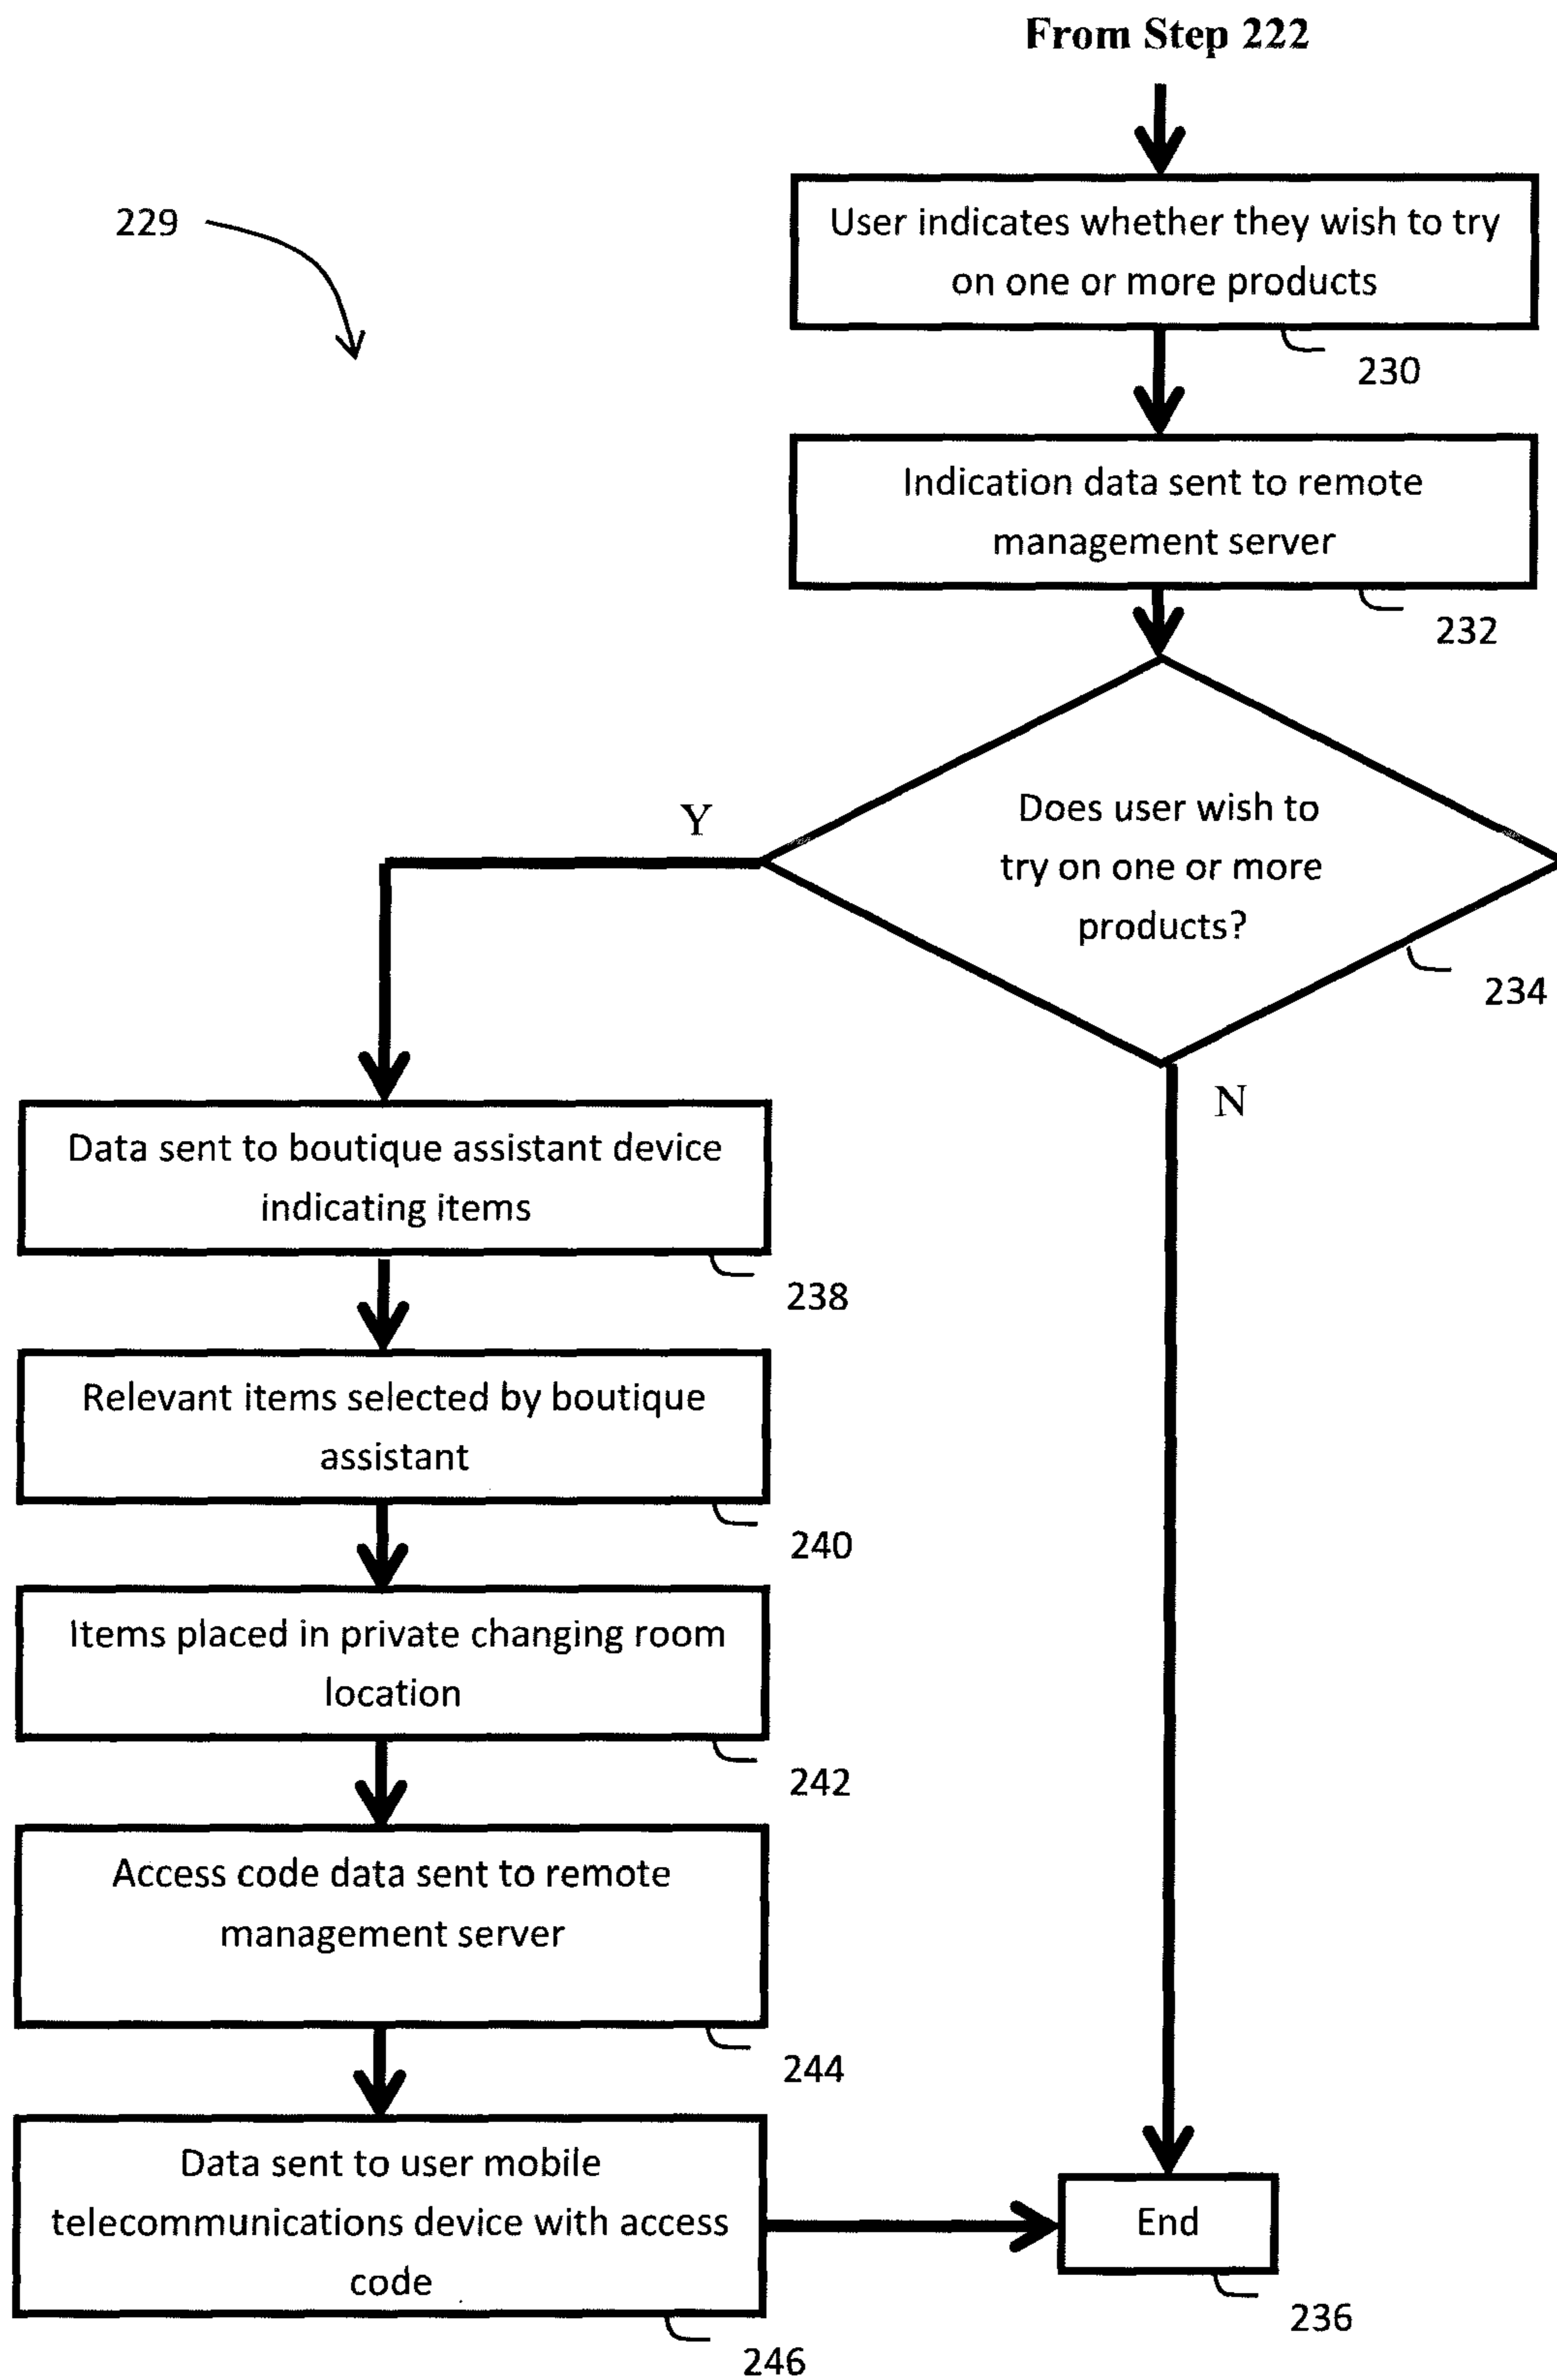 From Step 222
229
User indicates whether they wish to try
on one or more products
230
Indication data sent to remote
management server
232
Does user wish to
try on one or more
products?
Y
234
N
Data sent to boutique assistant device
indicating items
238
Relevant items selected by boutique
assistant
240
Items placed in private changing room
location
242
Access code data sent to remote
management server
244
Data sent to user mobile
telecommunications device with access
code
246
End
236